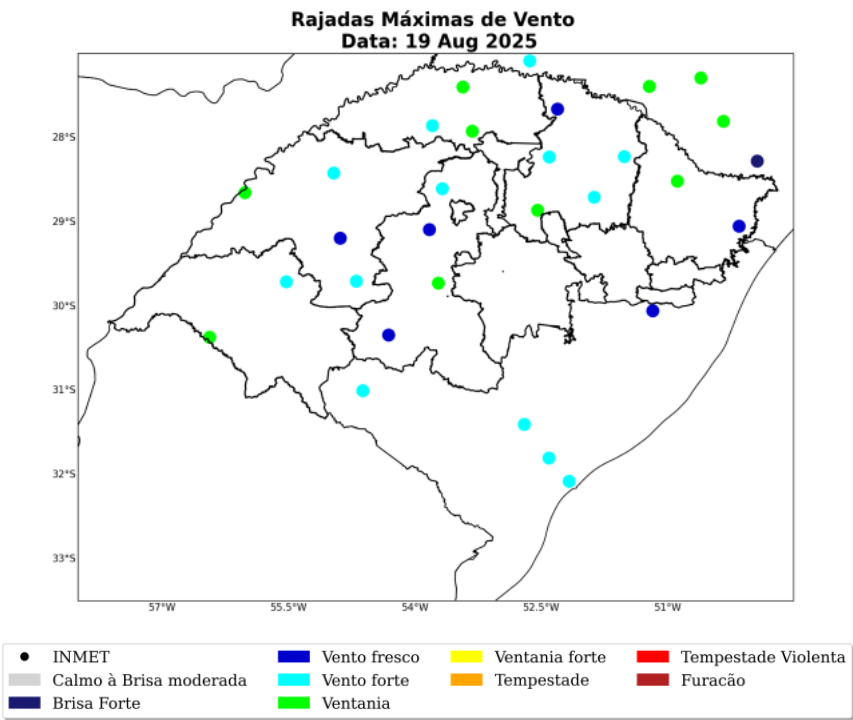 Rajadas Máximas de Vento
Data: 19 Aug 2025
28°S
29°S
30°S
31°S
32°S
33°S
57°W
55.5°W
54°W
52.5°W
51°W
INMET
Calmo à Brisa moderada
Brisa Forte
Vento fresco
Vento forte
Ventania
Ventania forte
Tempestade
Tempestade Violenta
Furacão